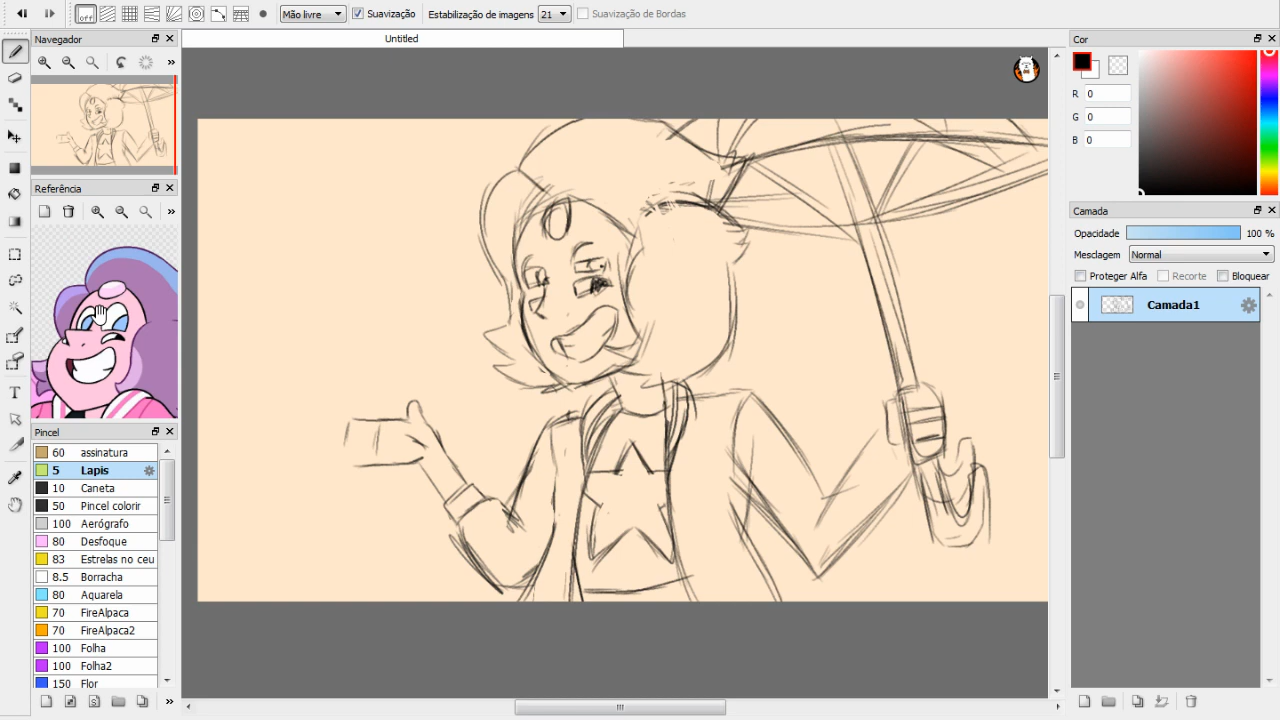 off
Mão livre
Suavização
Estabilização de imagens
21
Suavização de Bordas
Navegador
Untitled
Cor
R 0
G 0
B 0
Referência
Camada
Opacidade 100 %
Mesclagem Normal
Proteger Alfa Recorte Bloquear
Camada1
T
Pincel
60 assinatura
5 Lapis
10 Caneta
50 Pincel colorir
100 Aerógrafo
80 Desfoque
83 Estrelas no ceu
8.5 Borracha
80 Aquarela
70 FireAlpaca
70 FireAlpaca2
100 Folha
100 Folha2
150 Flor